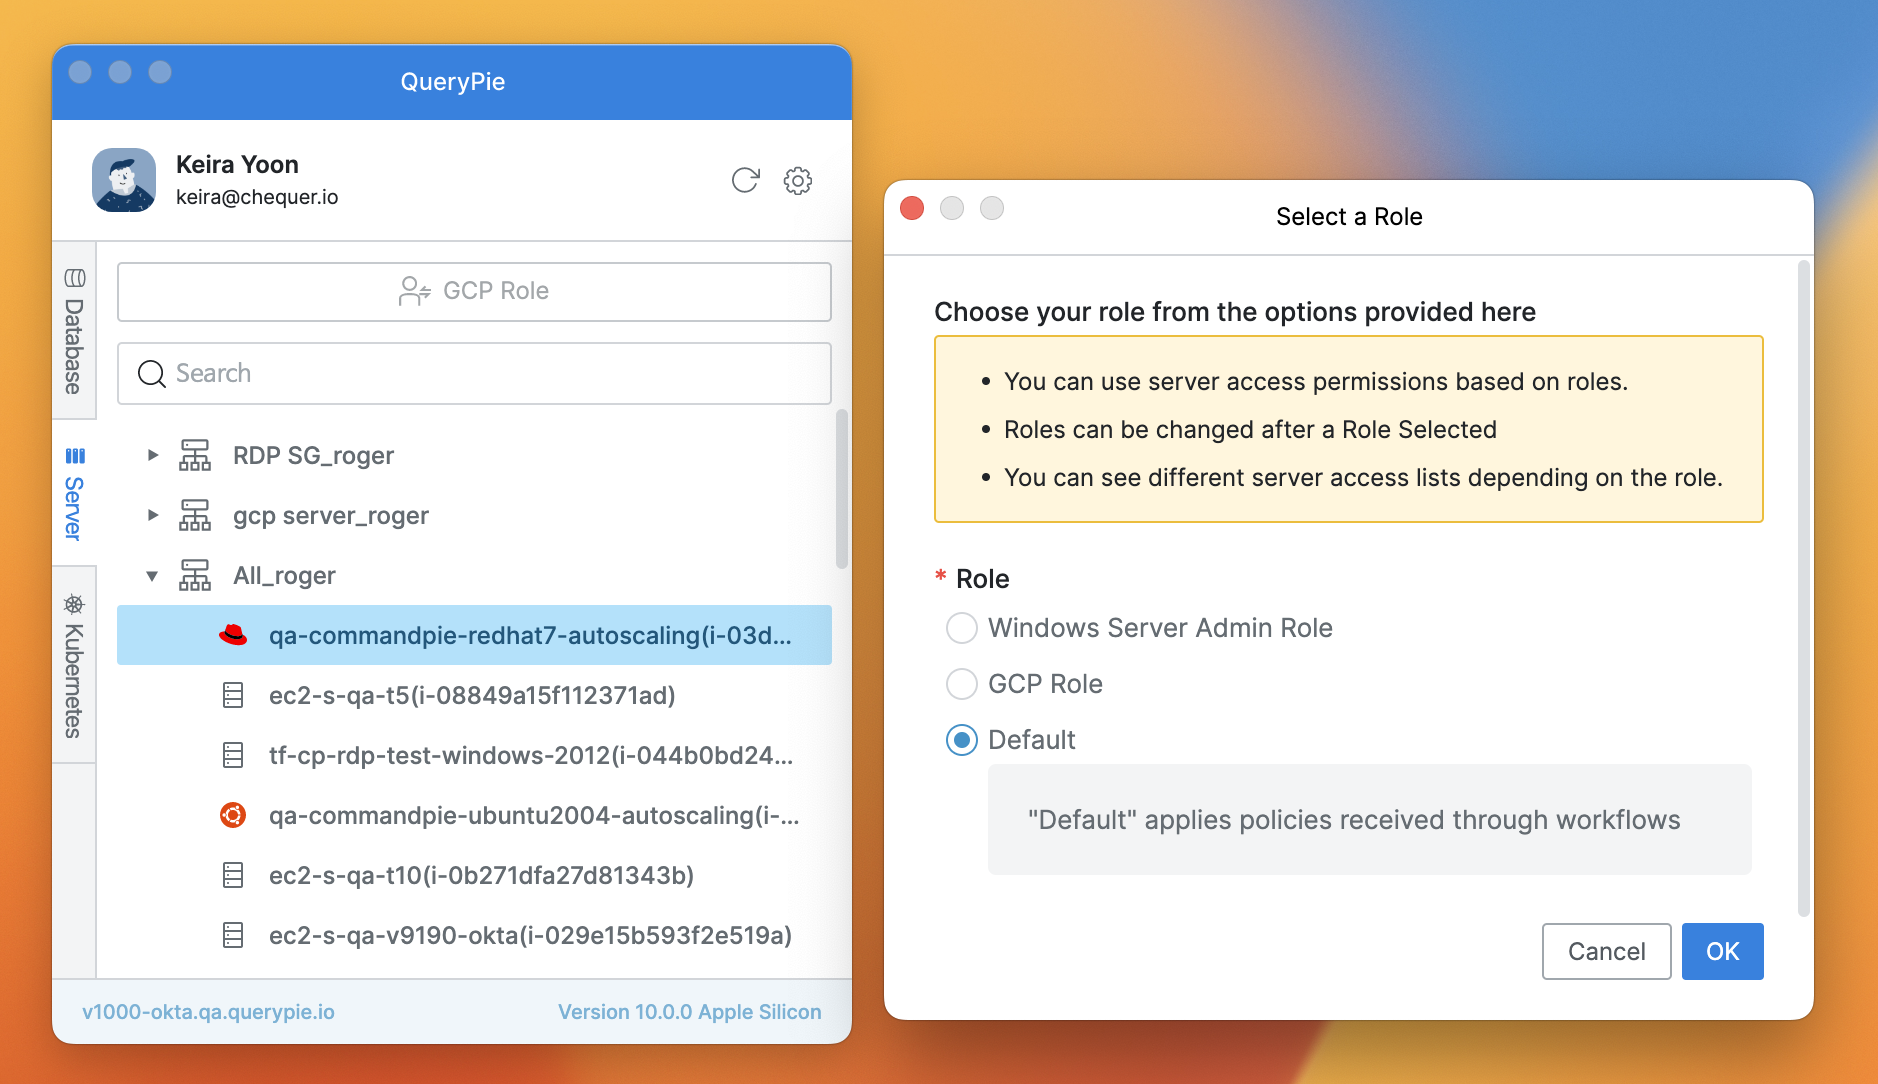 QueryPie
Keira Yoon
keira@chequer.io
Database
Server
Kubernetes
GCP Role
Search
RDP SG_roger
gcp server_roger
All_roger
qa-commandpie-redhat7-autoscaling(i-03d...
ec2-s-qa-t5(i-08849a15f112371ad)
tf-cp-rdp-test-windows-2012(i-044b0bd24...
qa-commandpie-ubuntu2004-autoscaling(i-...
ec2-s-qa-t10(i-0b271dfa27d81343b)
ec2-s-qa-v9190-okta(i-029e15b593f2e519a)
v1000-okta.qa.querypie.io
Version 10.0.0 Apple Silicon
Select a Role
Choose your role from the options provided here
• You can use server access permissions based on roles.
• Roles can be changed after a Role Selected
• You can see different server access lists depending on the role.
* Role
Windows Server Admin Role
GCP Role
Default
"Default" applies policies received through workflows
Cancel
OK